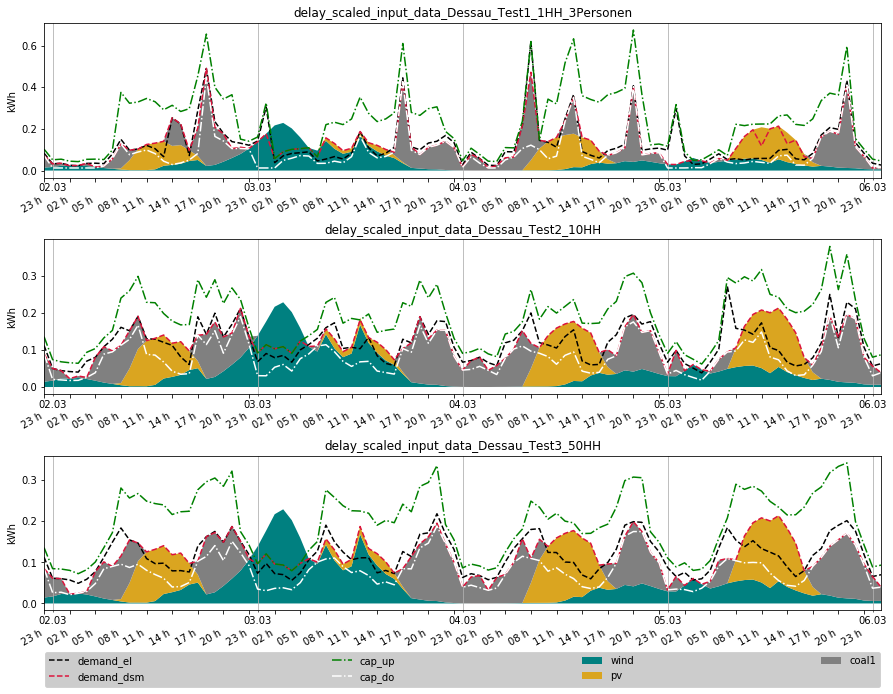 delay_scaled_input_data_Dessau_Test1_1HH_3Personen
kWh
0.6
0.4
0.2
0.0
02.03 03.03 04.03 05.03 06.03
23 h 02 h 05 h 08 h 11 h 14 h 17 h 20 h 23 h 02 h 05 h 08 h 11 h 14 h 17 h 20 h 23 h 02 h 05 h 08 h 11 h 14 h 17 h 20 h 23 h 02 h 05 h 08 h 11 h 14 h 17 h 20 h 23 h
delay_scaled_input_data_Dessau_Test2_10HH
kWh
0.3
0.2
0.1
0.0
02.03 03.03 04.03 05.03 06.03
23 h 02 h 05 h 08 h 11 h 14 h 17 h 20 h 23 h 02 h 05 h 08 h 11 h 14 h 17 h 20 h 23 h 02 h 05 h 08 h 11 h 14 h 17 h 20 h 23 h 02 h 05 h 08 h 11 h 14 h 17 h 20 h 23 h
delay_scaled_input_data_Dessau_Test3_50HH
kWh
0.3
0.2
0.1
0.0
02.03 03.03 04.03 05.03 06.03
23 h 02 h 05 h 08 h 11 h 14 h 17 h 20 h 23 h 02 h 05 h 08 h 11 h 14 h 17 h 20 h 23 h 02 h 05 h 08 h 11 h 14 h 17 h 20 h 23 h 02 h 05 h 08 h 11 h 14 h 17 h 20 h 23 h
demand_el cap_up wind coal1
demand_dsm cap_do pv